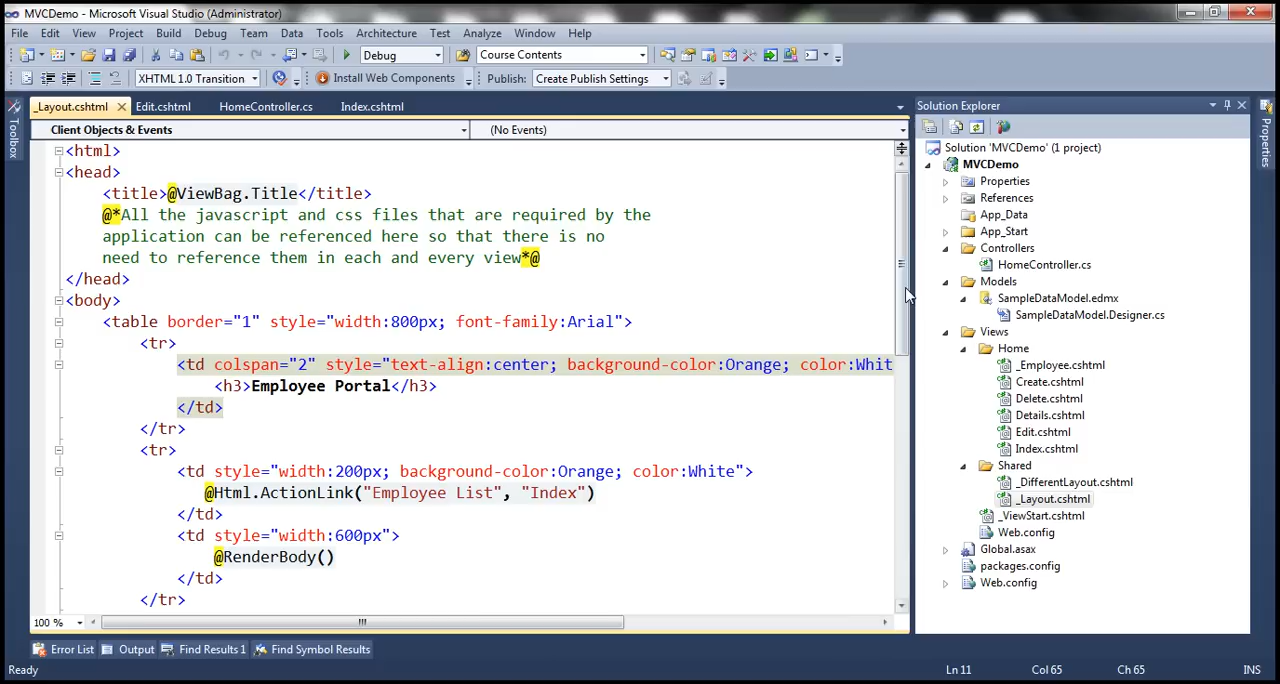 MVCDemo - Microsoft Visual Studio (Administrator)
File Edit View Project Build Debug Team Data Tools Architecture Test Analyze Window Help
Debug Course Contents
XHTML 1.0 Transition Install Web Components Publish: Create Publish Settings
_Layout.cshtml Edit.cshtml HomeController.cs Index.cshtml
Client Objects & Events (No Events)
<html>
<head>
<title>@ViewBag.Title</title>
@*All the javascript and css files that are required by the
application can be referenced here so that there is no
need to reference them in each and every view*@
</head>
<body>
<table border="1" style="width:800px; font-family:Arial">
<tr>
<td colspan="2" style="text-align:center; background-color:Orange; color:Whit
<h3>Employee Portal</h3>
</td>
</tr>
<tr>
<td style="width:200px; background-color:Orange; color:White">
@Html.ActionLink("Employee List", "Index")
</td>
<td style="width:600px">
@RenderBody()
</td>
</tr>
100 %
Toolbox
Solution Explorer
Solution 'MVCDemo' (1 project)
MVCDemo
Properties
References
App_Data
App_Start
Controllers
HomeController.cs
Models
SampleDataModel.edmx
SampleDataModel.Designer.cs
Views
Home
_Employee.cshtml
Create.cshtml
Delete.cshtml
Details.cshtml
Edit.cshtml
Index.cshtml
Shared
_DifferentLayout.cshtml
_Layout.cshtml
_ViewStart.cshtml
Web.config
Global.asax
packages.config
Web.config
Properties
Error List Output Find Results 1 Find Symbol Results
Ready Ln 11 Col 65 Ch 65 INS